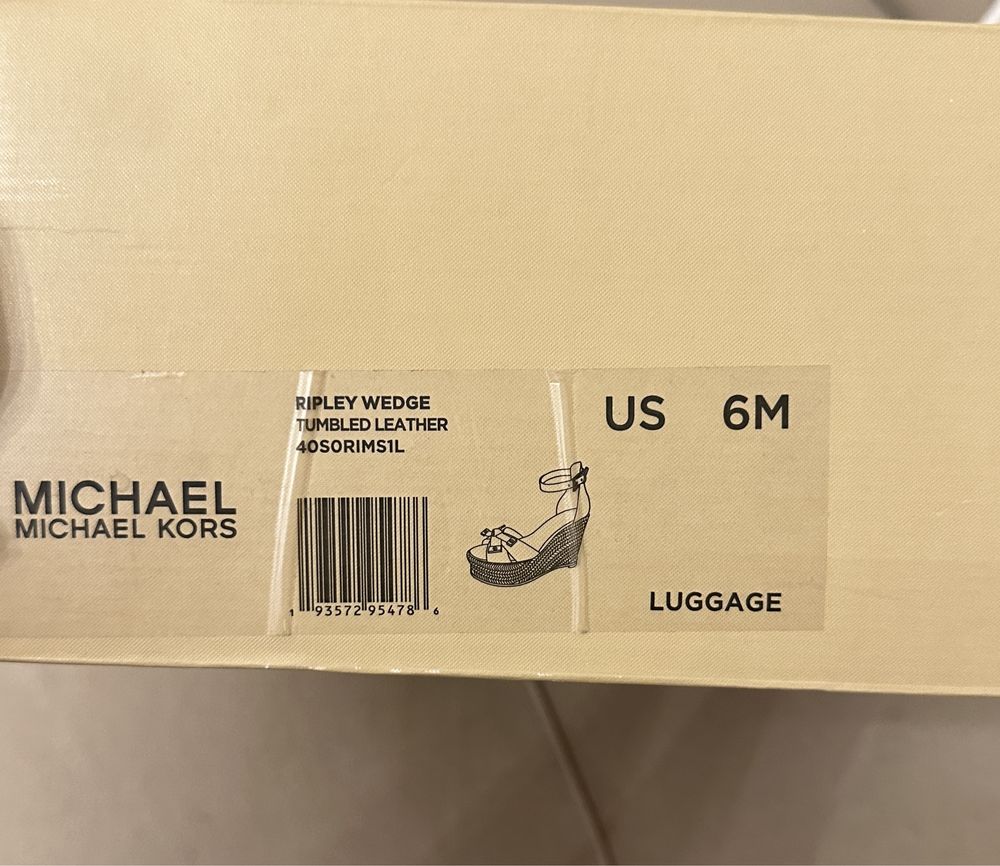 RIPLEY WEDGE
TUMBLED LEATHER
40S0RIMS1L
US 6M
MICHAEL
MICHAEL KORS
1 93572 95478 6
LUGGAGE